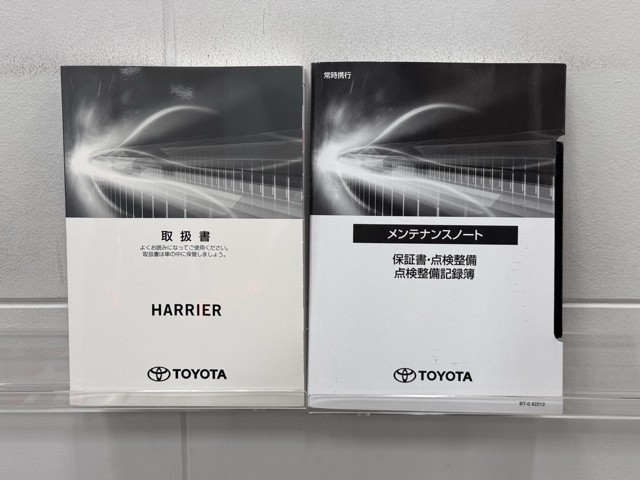 取扱書
よくお読みになってご使用ください。
取扱書は車の中に保管しましょう。
HARRIER
TOYOTA
常時携行
メンテナンスノート
保証書・点検整備
点検整備記録簿
TOYOTA